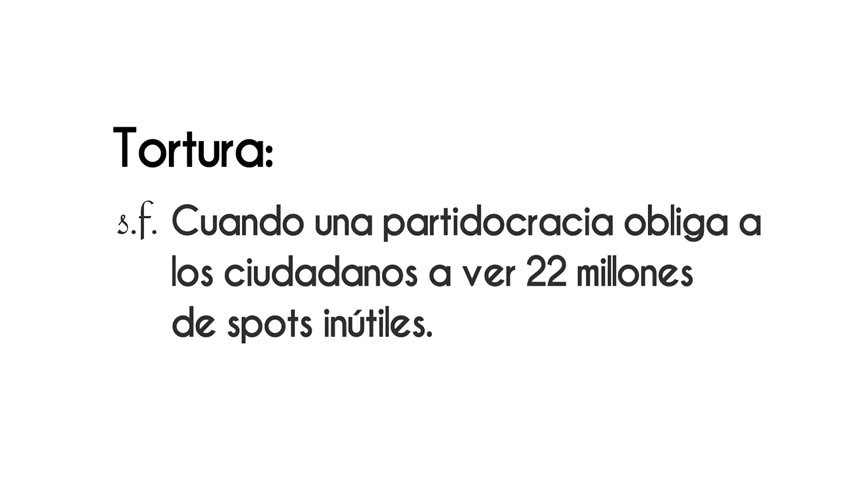 Tortura:
s.f. Cuando una partidocracia obliga a
los ciudadanos a ver 22 millones
de spots inútiles.